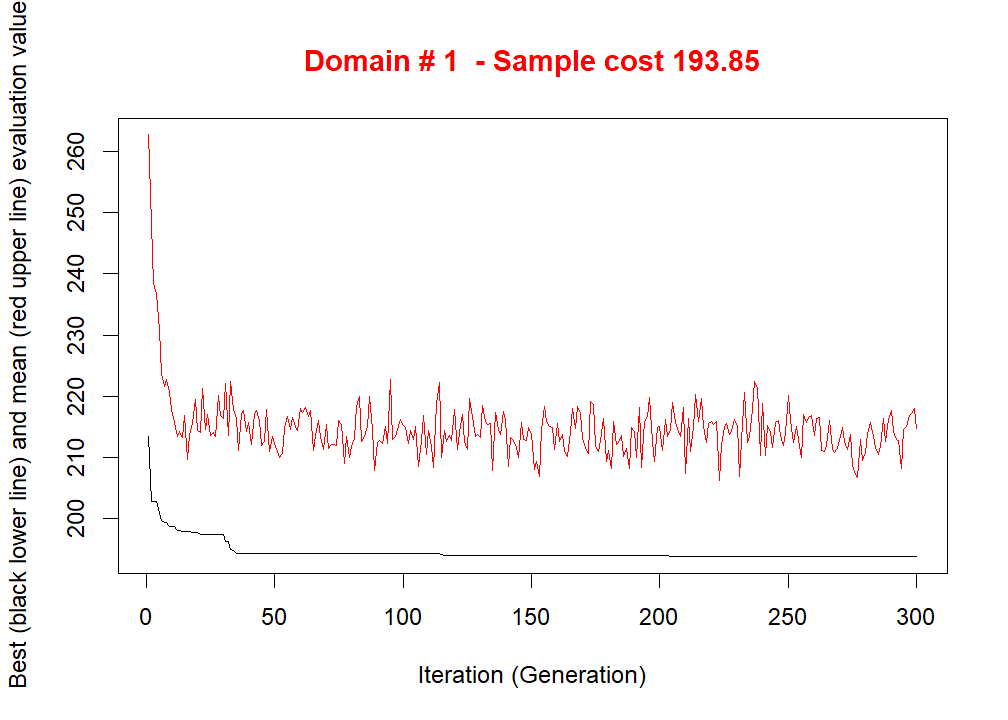 Domain # 1  - Sample cost 193.85
Best (black lower line) and mean (red upper line) evaluation value
260
250
240
230
220
210
200
0 50 100 150 200 250 300
Iteration (Generation)